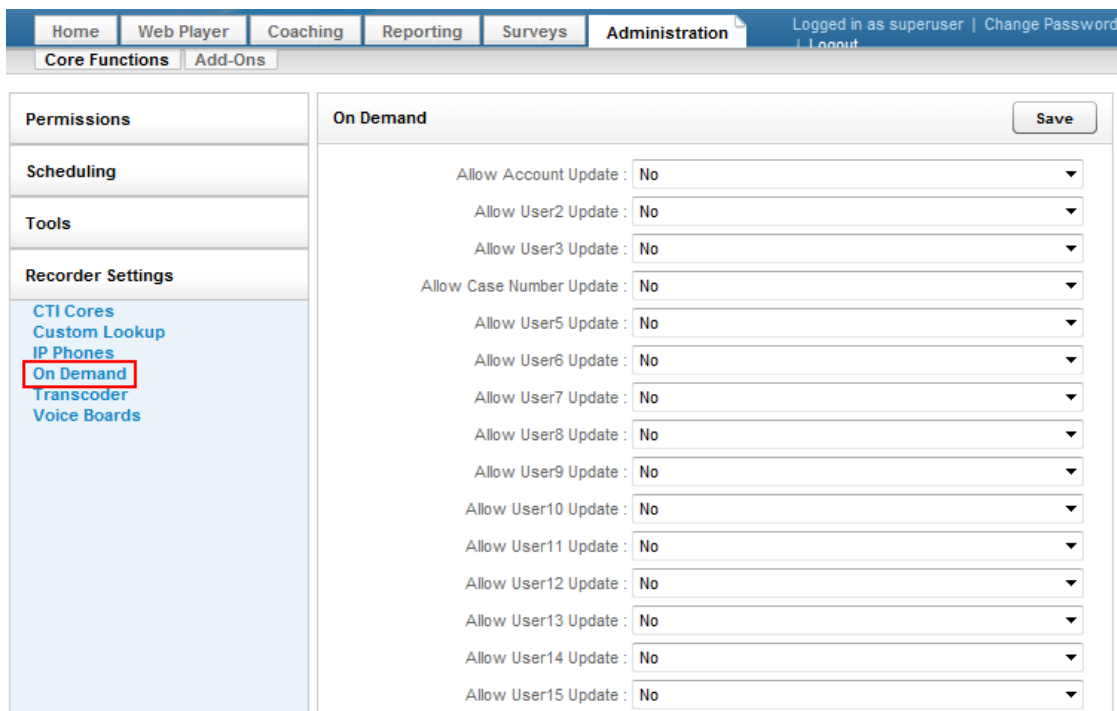 Home Web Player Coaching Reporting Surveys Administration Logged in as superuser | Change Password
| Logout
Core Functions Add-Ons
Permissions
Scheduling
Tools
Recorder Settings
CTI Cores
Custom Lookup
IP Phones
On Demand
Transcoder
Voice Boards
On Demand Save
Allow Account Update : No
Allow User2 Update : No
Allow User3 Update : No
Allow Case Number Update : No
Allow User5 Update : No
Allow User6 Update : No
Allow User7 Update : No
Allow User8 Update : No
Allow User9 Update : No
Allow User10 Update : No
Allow User11 Update : No
Allow User12 Update : No
Allow User13 Update : No
Allow User14 Update : No
Allow User15 Update : No